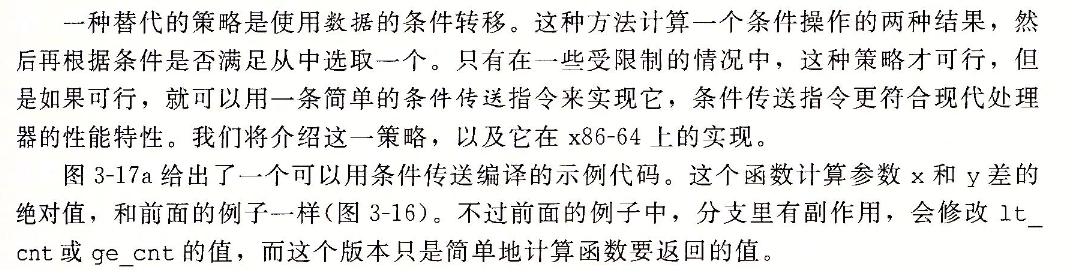 一种替代的策略是使用数据的条件转移。这种方法计算一个条件操作的两种结果，然
后再根据条件是否满足从中选取一个。只有在一些受限制的情况中，这种策略才可行，但
是如果可行，就可以用一条简单的条件传送指令来实现它，条件传送指令更符合现代处理
器的性能特性。我们将介绍这一策略，以及它在 x86-64 上的实现。
图 3-17a 给出了一个可以用条件传送编译的示例代码。这个函数计算参数 x 和 y 差的
绝对值，和前面的例子一样(图 3-16)。不过前面的例子中，分支里有副作用，会修改 lt_
cnt 或 ge_cnt 的值，而这个版本只是简单地计算函数要返回的值。